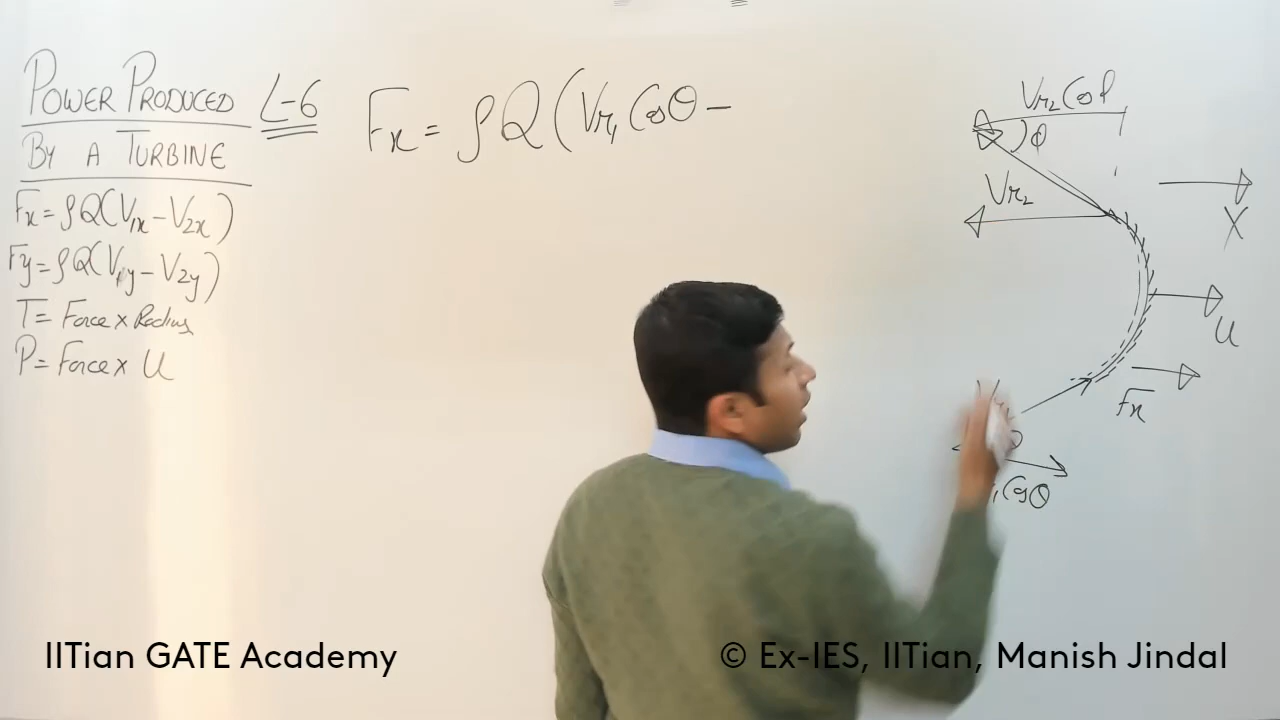 POWER PRODUCED L-6
BY A TURBINE
Fx = ρQ(V1x - V2x)
Fy = ρQ(V1y - V2y)
T = Force x Radius
P = Force x U
Fx = ρQ(Vr1 Cosθ -
Vr2 Cosϕ
ϕ
Vr2
X
U
Fx
Cosθ
IITian GATE Academy
© Ex-IES, IITian, Manish Jindal